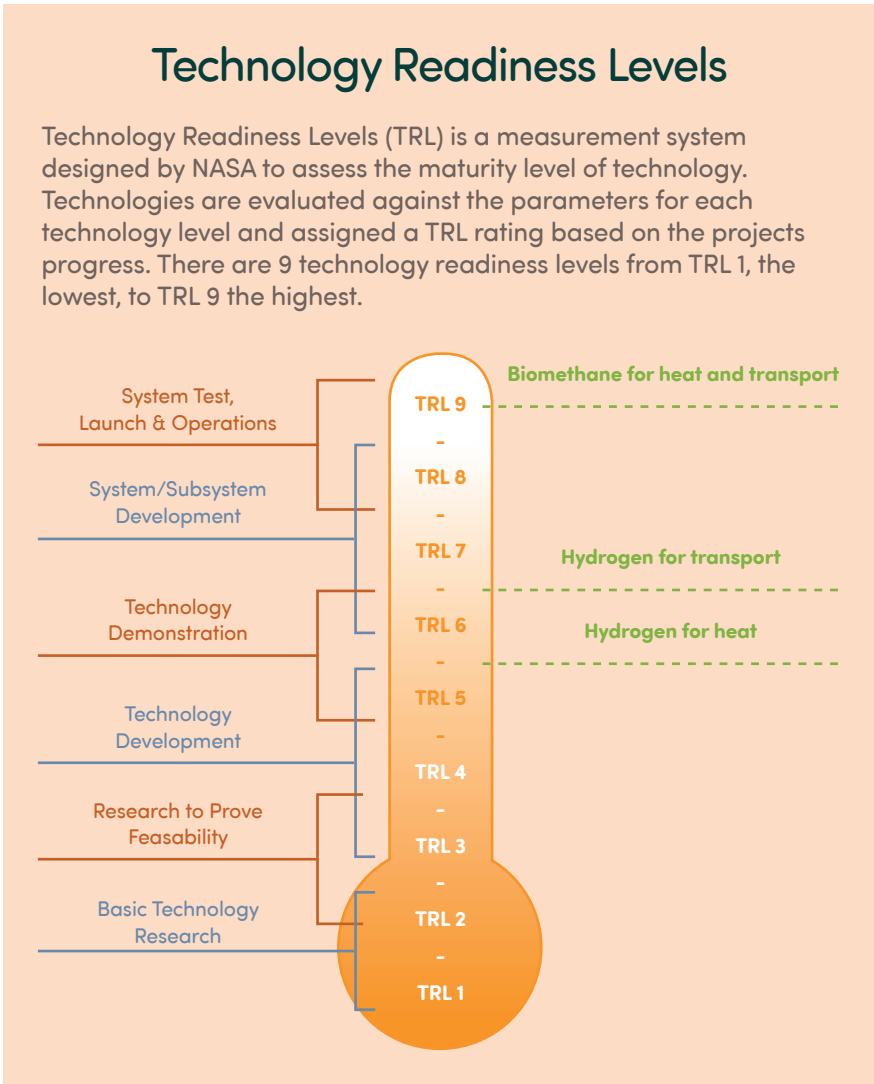 Technology Readiness Levels
Technology Readiness Levels (TRL) is a measurement system
designed by NASA to assess the maturity level of technology.
Technologies are evaluated against the parameters for each
technology level and assigned a TRL rating based on the projects
progress. There are 9 technology readiness levels from TRL 1, the
lowest, to TRL 9 the highest.
System Test,
Launch & Operations
System/Subsystem
Development
Technology
Demonstration
Technology
Development
Research to Prove
Feasability
Basic Technology
Research
TRL 9
-
TRL 8
-
TRL 7
-
TRL 6
-
TRL 5
-
TRL 4
-
TRL 3
-
TRL 2
-
TRL 1
Biomethane for heat and transport
Hydrogen for transport
Hydrogen for heat